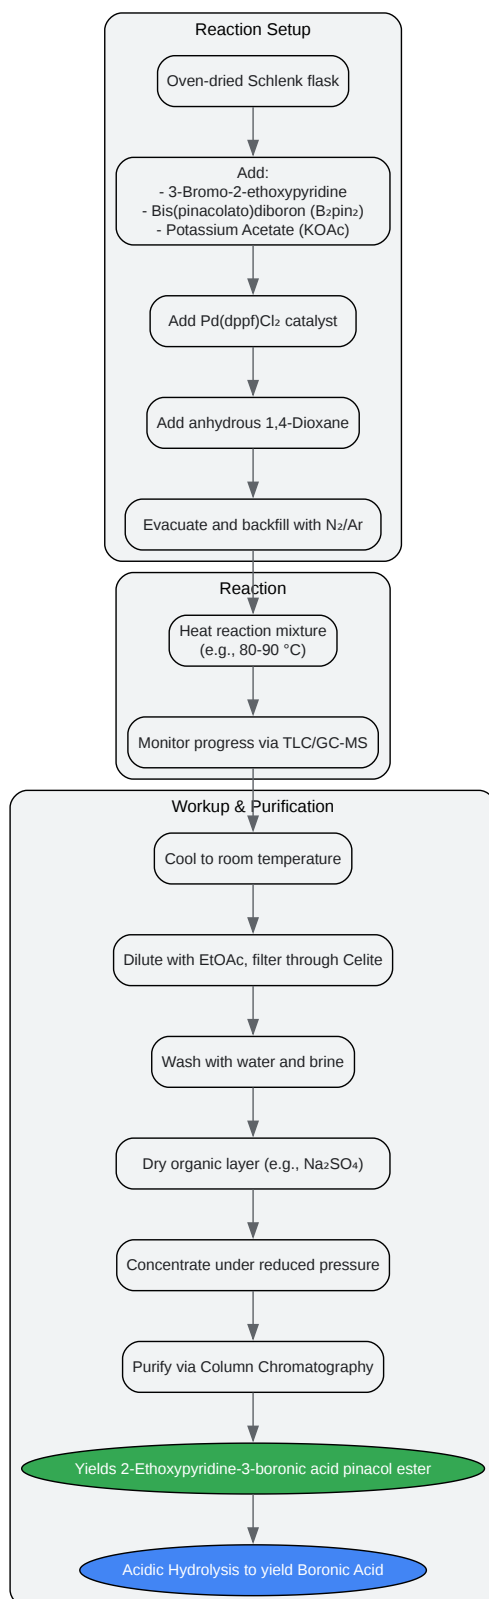 Reaction Setup
Oven-dried Schlenk flask
Add:
- 3-Bromo-2-ethoxypyridine
- Bis(pinacolato)diboron (B₂pin₂)
- Potassium Acetate (KOAc)
Add Pd(dppf)Cl₂ catalyst
Add anhydrous 1,4-Dioxane
Evacuate and backfill with N₂/Ar
Reaction
Heat reaction mixture
(e.g., 80-90 °C)
Monitor progress via TLC/GC-MS
Workup & Purification
Cool to room temperature
Dilute with EtOAc, filter through Celite
Wash with water and brine
Dry organic layer (e.g., Na₂SO₄)
Concentrate under reduced pressure
Purify via Column Chromatography
Yields 2-Ethoxypyridine-3-boronic acid pinacol ester
Acidic Hydrolysis to yield Boronic Acid